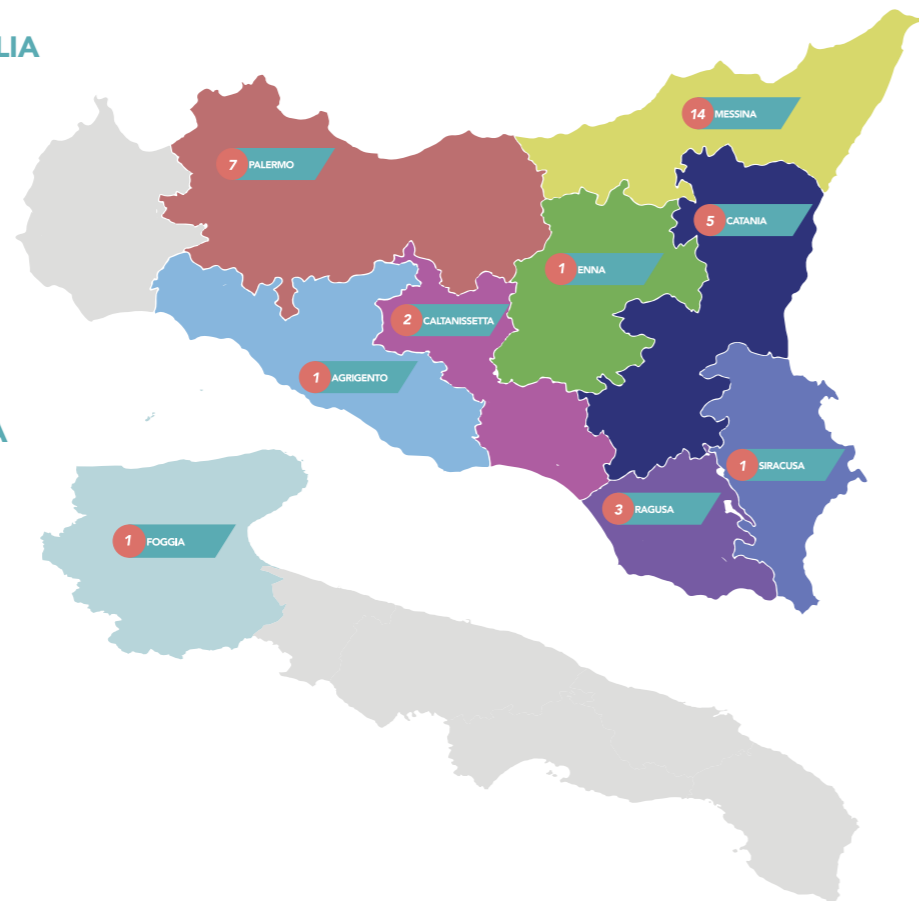 LIA
14 MESSINA
7 PALERMO
5 CATANIA
1 ENNA
2 CALTANISSETTA
1 AGRIGENTO
A
1 SIRACUSA
3 RAGUSA
1 FOGGIA